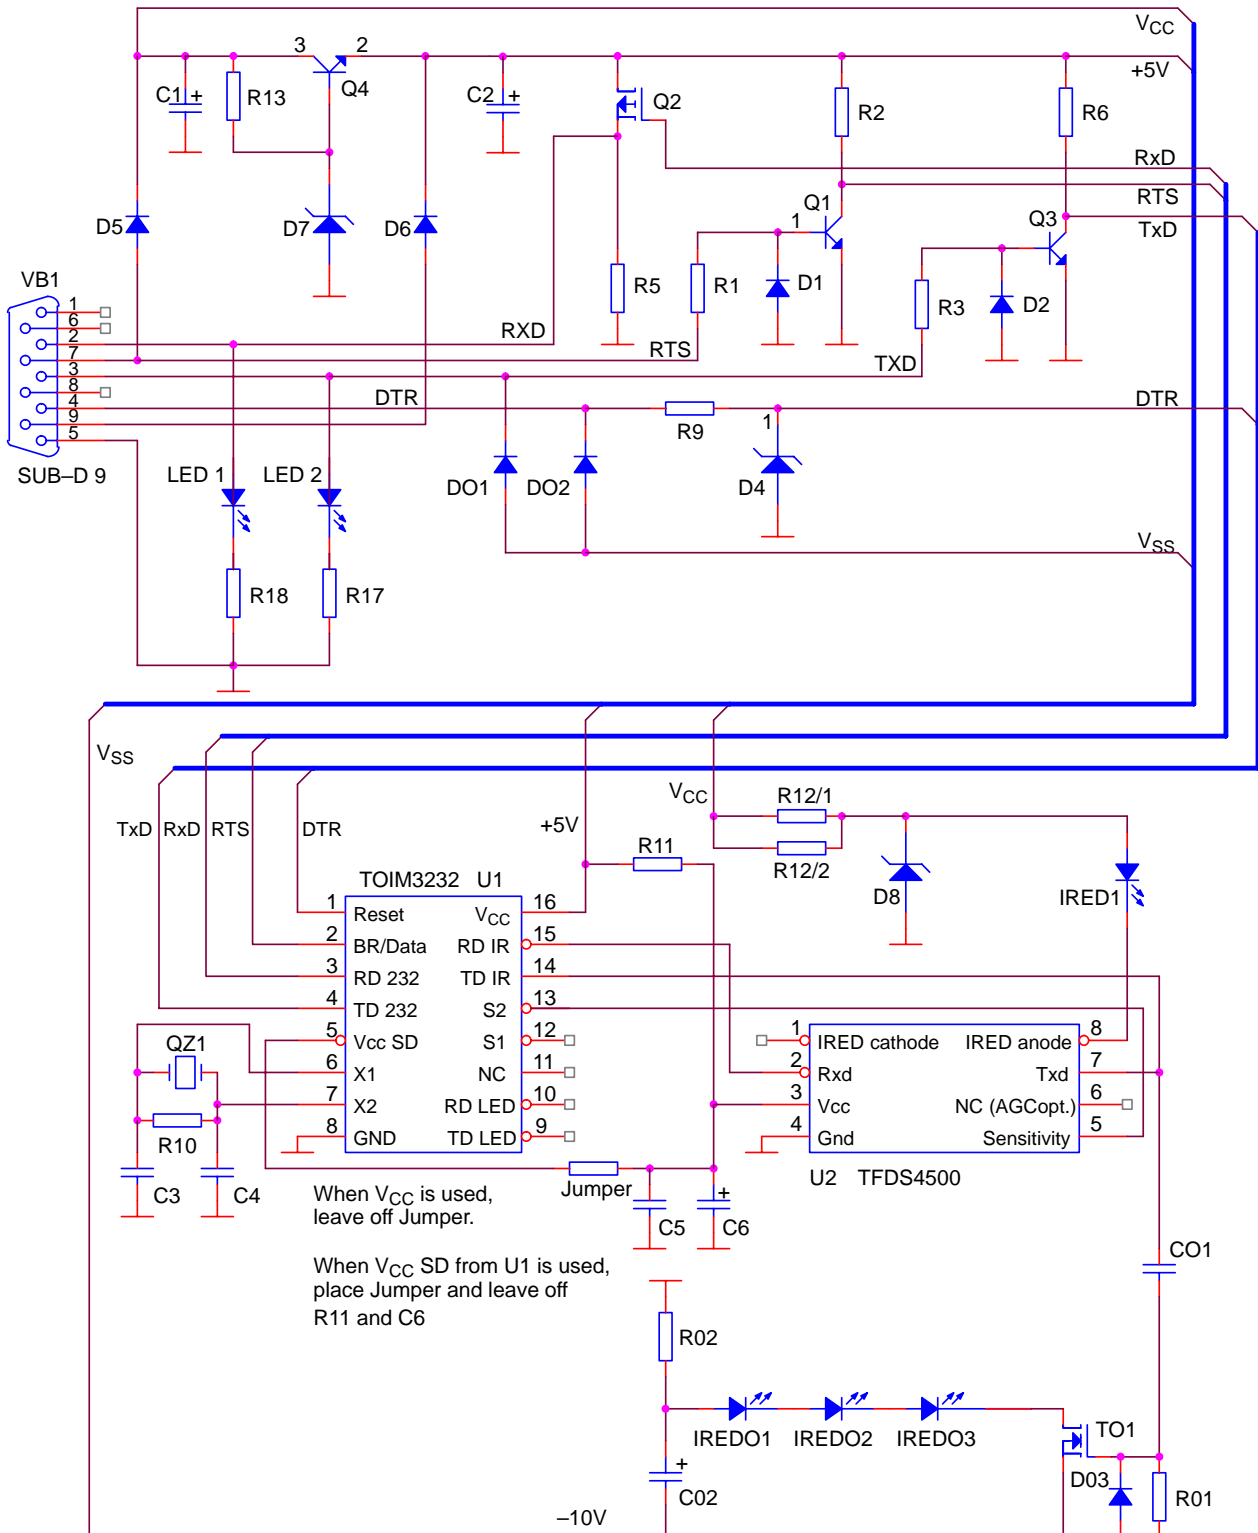 VCC
3 2
+5V
C1 + R13 Q4 C2 + Q2 R2 R6
RxD
RTS
TxD
Q1
1
Q3
D5 D7 D6
VB1
R5 R1 D1 R3 D2
1
6
2
7
3
8
4
9
5
RXD
RTS
TXD
DTR
DTR
1
R9
SUB–D 9
LED 1 LED 2
DO1 DO2 D4
VSS
R18 R17
VSS
VCC
R12/1
TxD RxD RTS DTR
+5V
R11
R12/2
D8 IRED1
TOIM3232 U1
1 Reset VCC 16
2 BR/Data RD IR 15
3 RD 232 TD IR 14
4 TD 232 S2 13
5 Vcc SD S1 12
6 X1 NC 11
7 X2 RD LED 10
8 GND TD LED 9
QZ1
R10
C3 C4
1 IRED cathode IRED anode 8
2 Rxd Txd 7
3 Vcc NC (AGCopt.) 6
4 Gnd Sensitivity 5
U2 TFDS4500
Jumper
C5 + C6
When VCC is used,
leave off Jumper.
When VCC SD from U1 is used,
place Jumper and leave off
R11 and C6
CO1
R02
IREDO1 IREDO2 IREDO3
TO1
+
C02
D03
R01
–10V